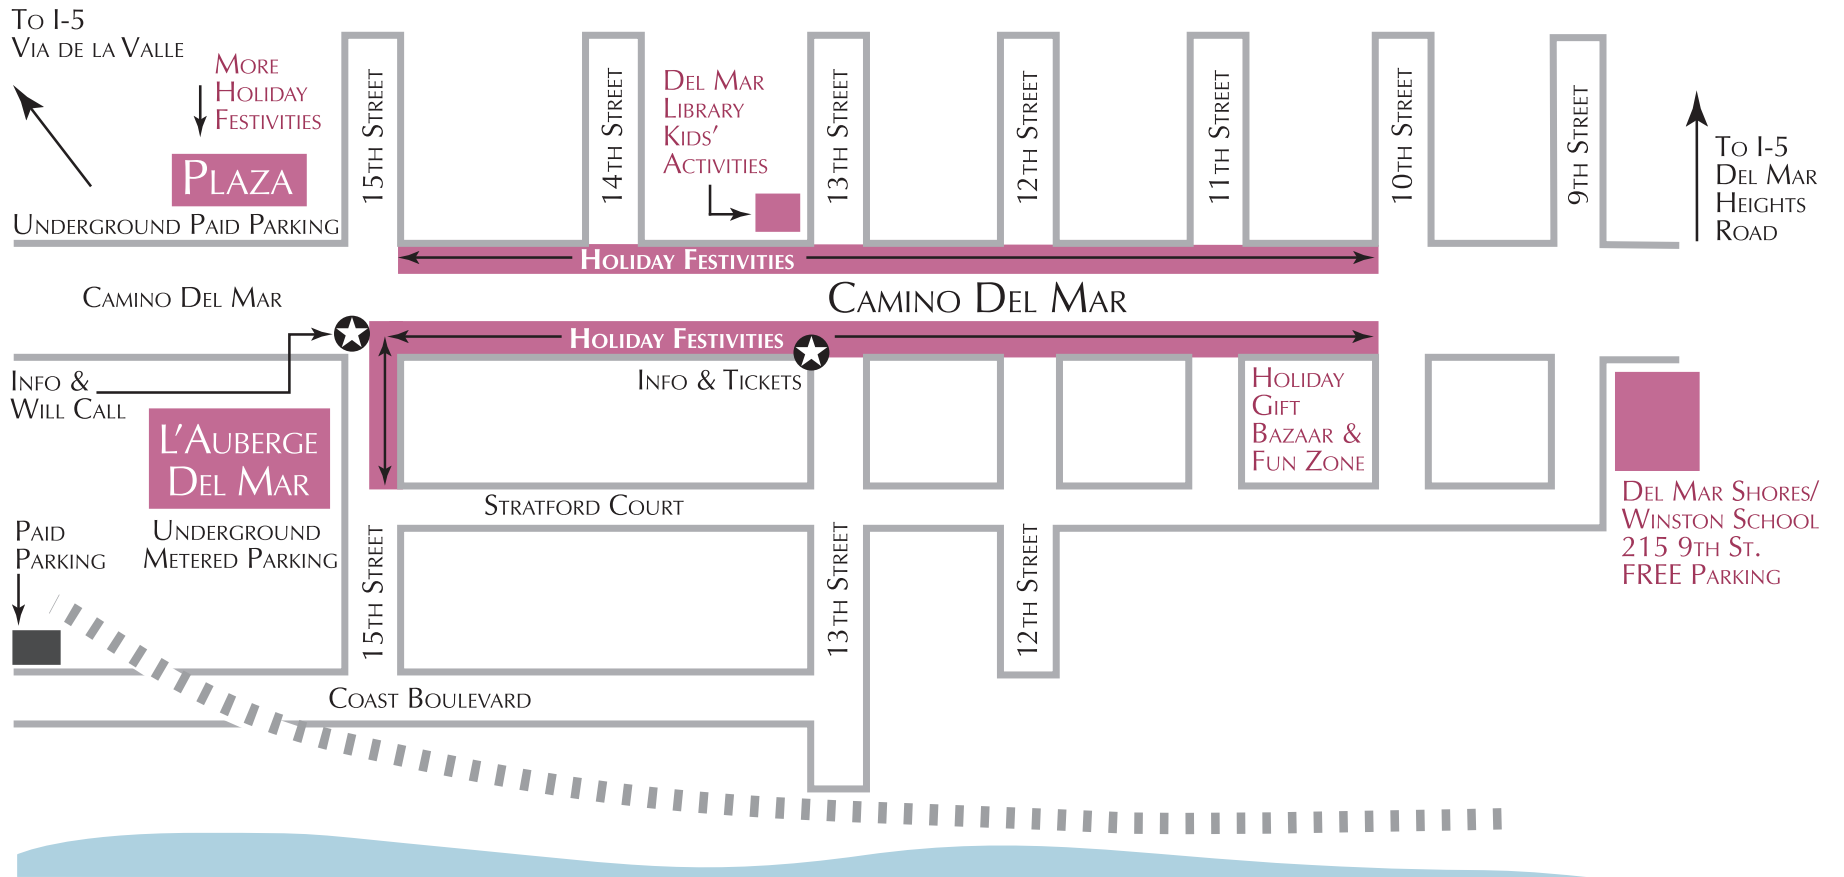 To I-5
Via de la Valle
More
Holiday
Festivities
Plaza
Underground Paid Parking
15th Street
14th Street
Del Mar
Library
Kids'
Activities
13th Street
12th Street
11th Street
10th Street
9th Street
To I-5
Del Mar
Heights
Road
Holiday Festivities
Camino Del Mar
Camino Del Mar
Holiday Festivities
Info &
Will Call
Info & Tickets
Holiday
Gift
Bazaar &
Fun Zone
L'Auberge
Del Mar
Underground
Metered Parking
Stratford Court
Del Mar Shores/
Winston School
215 9th St.
FREE Parking
Paid
Parking
15th Street
13th Street
12th Street
Coast Boulevard